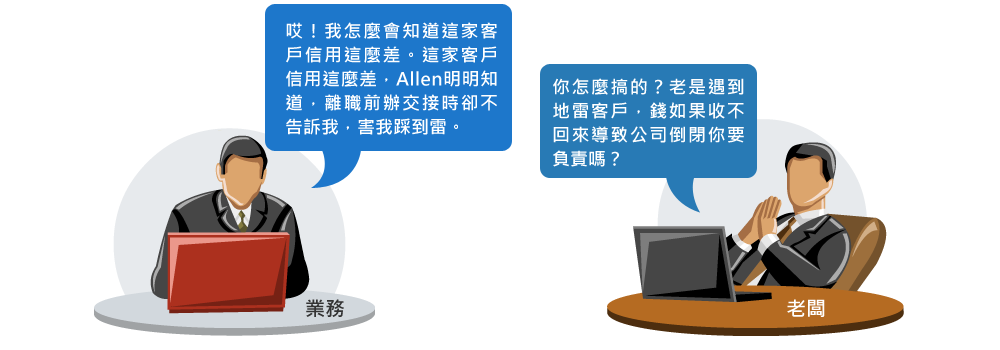 哎！我怎麼會知道這家客
戶信用這麼差。這家客戶
信用這麼差，Allen明明知
道，離職前辦交接時卻不
告訴我，害我踩到雷。
你怎麼搞的？老是遇到
地雷客戶，錢如果收不
回來導致公司倒閉你要
負責嗎？
業務
老闆